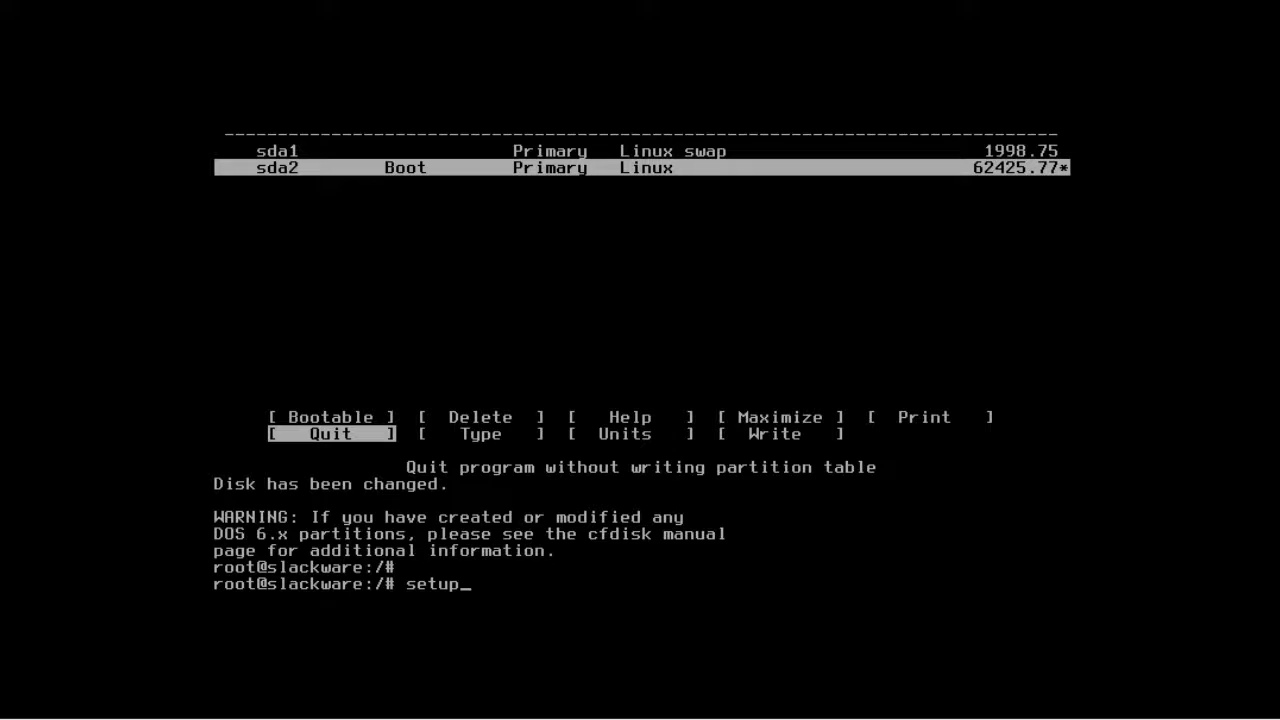 ------------------------------------------------------------------------------
sda1 Primary Linux swap 1998.75
sda2 Boot Primary Linux 62425.77*
[ Bootable ] [ Delete ] [ Help ] [ Maximize ] [ Print ]
[ Quit ] [ Type ] [ Units ] [ Write ]
Quit program without writing partition table
Disk has been changed.
WARNING: If you have created or modified any
DOS 6.x partitions, please see the cfdisk manual
page for additional information.
root@slackware:/#
root@slackware:/# setup_